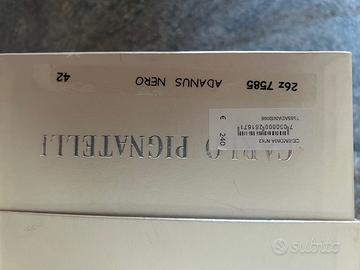 26z 7585 ADANUS NERO 42
CARLO PIGNATELLI
€ 240
subito